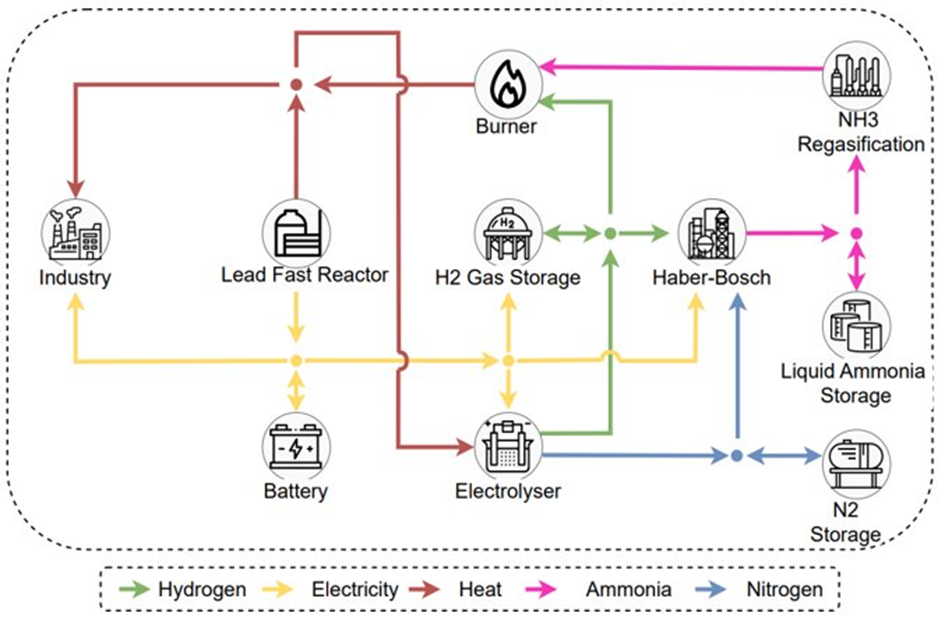 Burner
NH3
Regasification
H2
Industry
Lead Fast Reactor
H2 Gas Storage
Haber-Bosch
Liquid Ammonia
Storage
Battery
Electrolyser
N2
Storage
Hydrogen
Electricity
Heat
Ammonia
Nitrogen